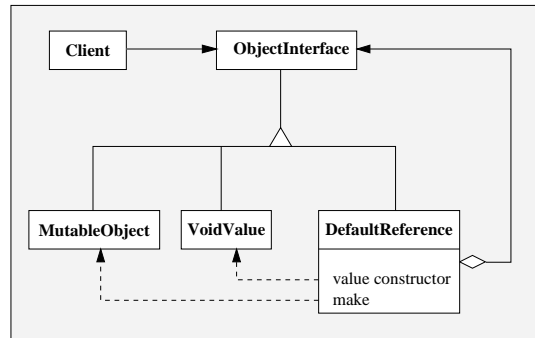 Client
ObjectInterface
MutableObject
VoidValue
DefaultReference
value constructor
make